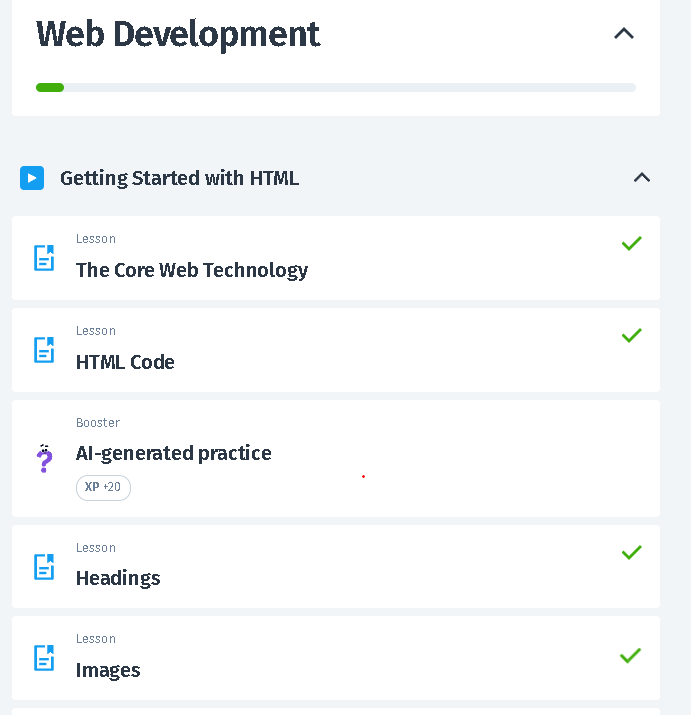 Web Development
Getting Started with HTML
Lesson
The Core Web Technology
Lesson
HTML Code
Booster
AI-generated practice
XP +20
Lesson
Headings
Lesson
Images